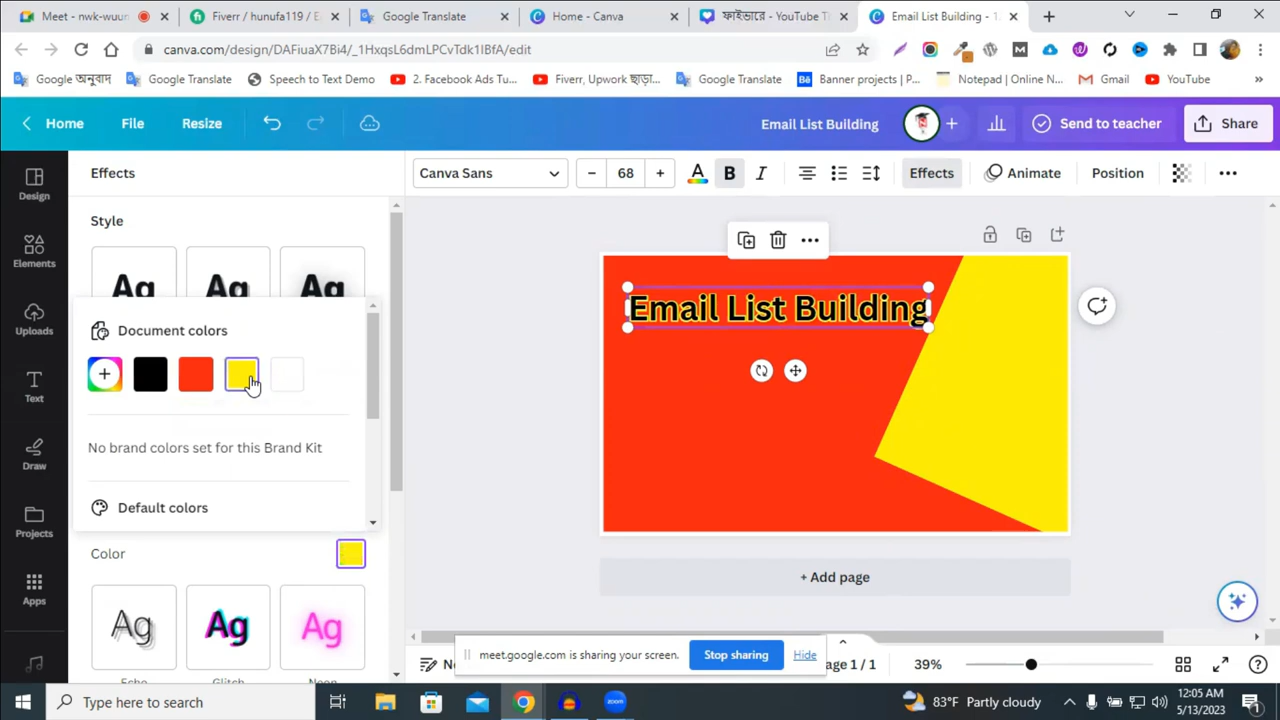 Meet - nwk-wuun
Fiverr / hunufa119 / E
Google Translate
Home - Canva
ফাইভারে - YouTube T
Email List Building - 1
canva.com/design/DAFiuaX7Bi4/_1HxqsL6dmLPCvTdk1IBfA/edit
Google অনুবাদ
Google Translate
Speech to Text Demo
2. Facebook Ads Tu...
Fiverr, Upwork ছাড়া...
Google Translate
Banner projects | P...
Notepad | Online N...
Gmail
YouTube
Home
File
Resize
Email List Building
Send to teacher
Share
Design
Elements
Uploads
Text
Draw
Projects
Apps
Effects
Canva Sans
68
Effects
Animate
Position
Style
Ag
Ag
Ag
Document colors
No brand colors set for this Brand Kit
Default colors
Color
Ag
Ag
Ag
Echo
Glitch
Neon
Email List Building
+ Add page
meet.google.com is sharing your screen.
Stop sharing
Hide
age 1 / 1
39%
Type here to search
83°F Partly cloudy
12:05 AM
5/13/2023